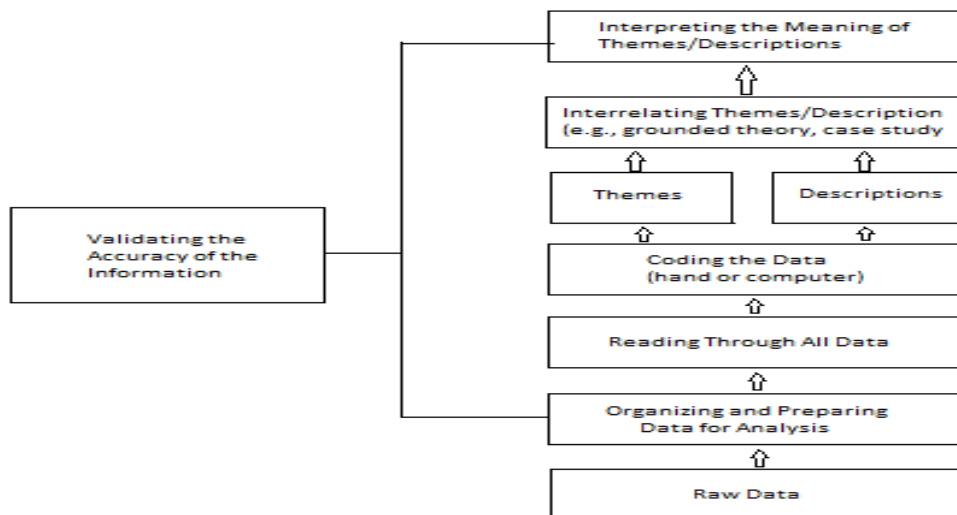 Interpreting the Meaning of
Themes/Descriptions
Interrelating Themes/Description
(e.g., grounded theory, case study
Themes
Descriptions
Validating the
Accuracy of the
Information
Coding the Data
(hand or computer)
Reading Through All Data
Organizing and Preparing
Data for Analysis
Raw Data